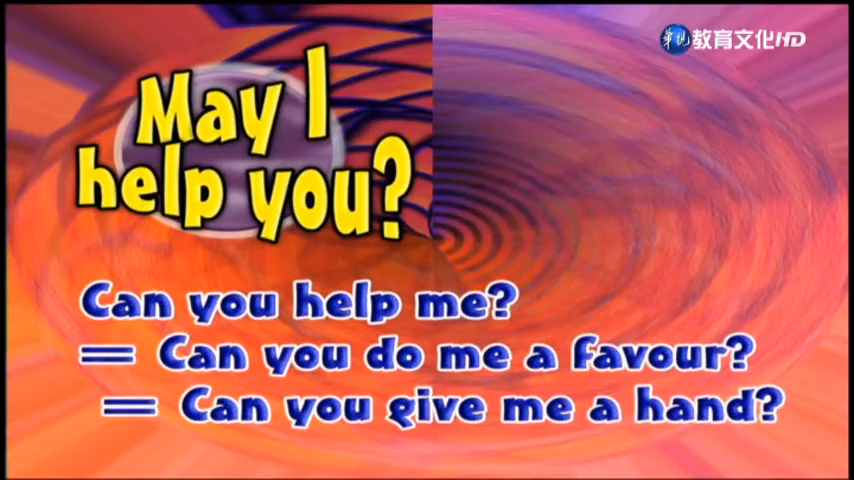 華視 教育文化HD
May I
help you?
Can you help me?
= Can you do me a favour?
= Can you give me a hand?